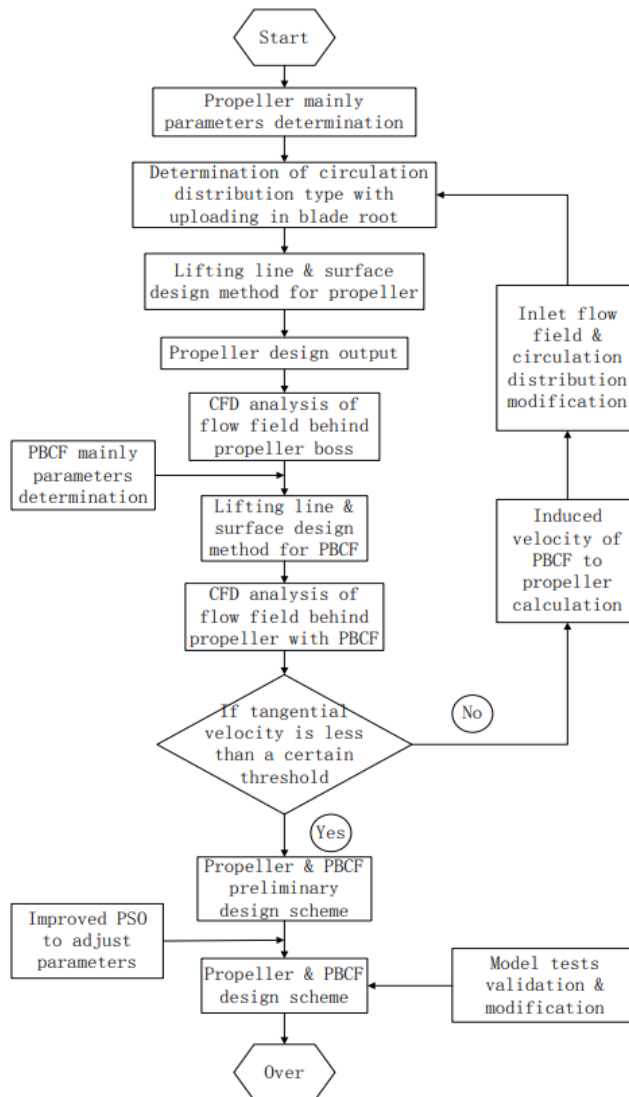 Start
Propeller mainly
parameters determination
Determination of circulation
distribution type with
uploading in blade root
Lifting line & surface
design method for propeller
Propeller design output
CFD analysis of
flow field behind
propeller boss
PBCF mainly
parameters
determination
Lifting line &
surface design
method for PBCF
CFD analysis of
flow field behind
propeller with PBCF
If tangential
velocity is less
than a certain
threshold
No
Induced
velocity of
PBCF to
propeller
calculation
Inlet flow
field &
circulation
distribution
modification
Yes
Propeller & PBCF
preliminary
design scheme
Improved PSO
to adjust
parameters
Propeller & PBCF
design scheme
Model tests
validation &
modification
Over